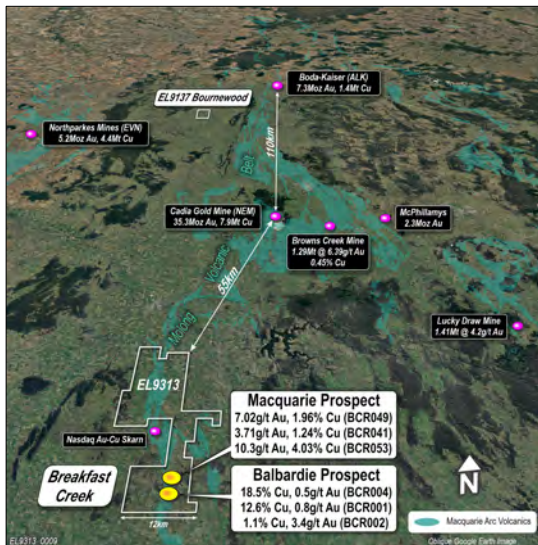 Boda-Kaiser (ALK)
7.3Moz Au, 1.4Mt Cu
EL9137 Bournewood
Northparkes Mines (EVN)
5.2Moz Au, 4.4Mt Cu
110km
Belt
Cadia Gold Mine (NEM)
35.3Moz Au, 7.9Mt Cu
McPhillamys
2.3Moz Au
Browns Creek Mine
1.29Mt @ 6.39g/t Au
0.45% Cu
Volcanic
55km
Molong
Lucky Draw Mine
1.41Mt @ 4.2g/t Au
EL9313
Macquarie Prospect
7.02g/t Au, 1.96% Cu (BCR049)
3.71g/t Au, 1.24% Cu (BCR041)
10.3g/t Au, 4.03% Cu (BCR053)
Nasdaq Au-Cu Skarn
Breakfast
Creek
Balbardie Prospect
18.5% Cu, 0.5g/t Au (BCR004)
12.6% Cu, 0.8g/t Au (BCR001)
1.1% Cu, 3.4g/t Au (BCR002)
N
12km
Macquarie Arc Volcanics
EL9313_0009
Oblique Google Earth Image